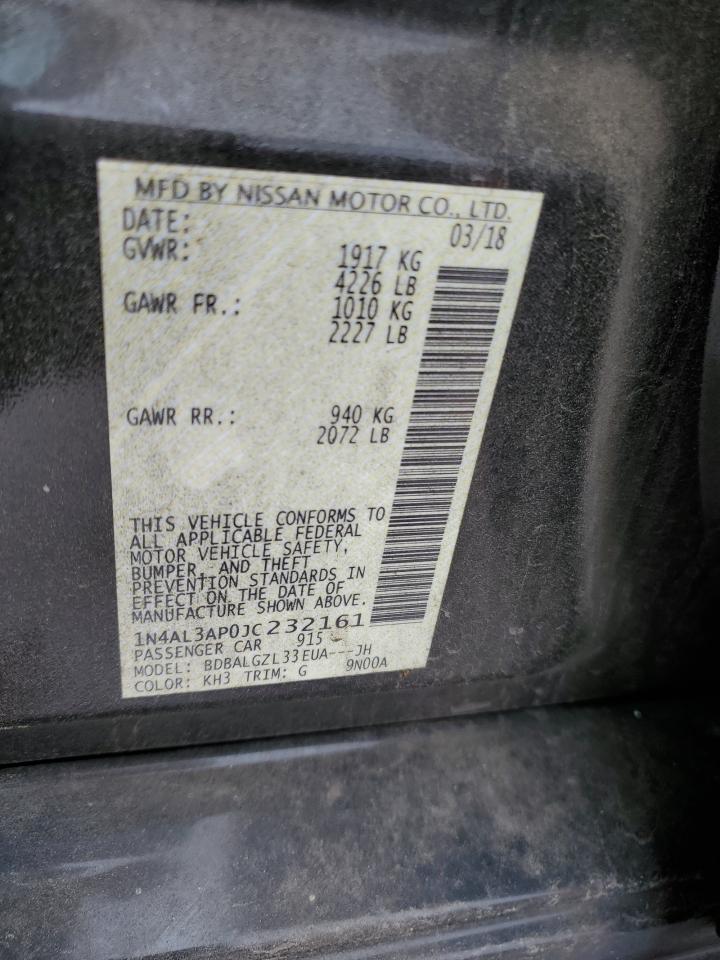 MFD BY NISSAN MOTOR CO., LTD.
DATE: 03/18
GVWR: 1917 KG
4226 LB
GAWR FR.: 1010 KG
2227 LB
GAWR RR.: 940 KG
2072 LB
THIS VEHICLE CONFORMS TO
ALL APPLICABLE FEDERAL
MOTOR VEHICLE SAFETY,
BUMPER, AND THEFT
PREVENTION STANDARDS IN
EFFECT ON THE DATE OF
MANUFACTURE SHOWN ABOVE.
1N4AL3AP0JC232161
PASSENGER CAR 915
MODEL: BDBALGZL33EUA---JH
COLOR: KH3 TRIM: G 9N00A